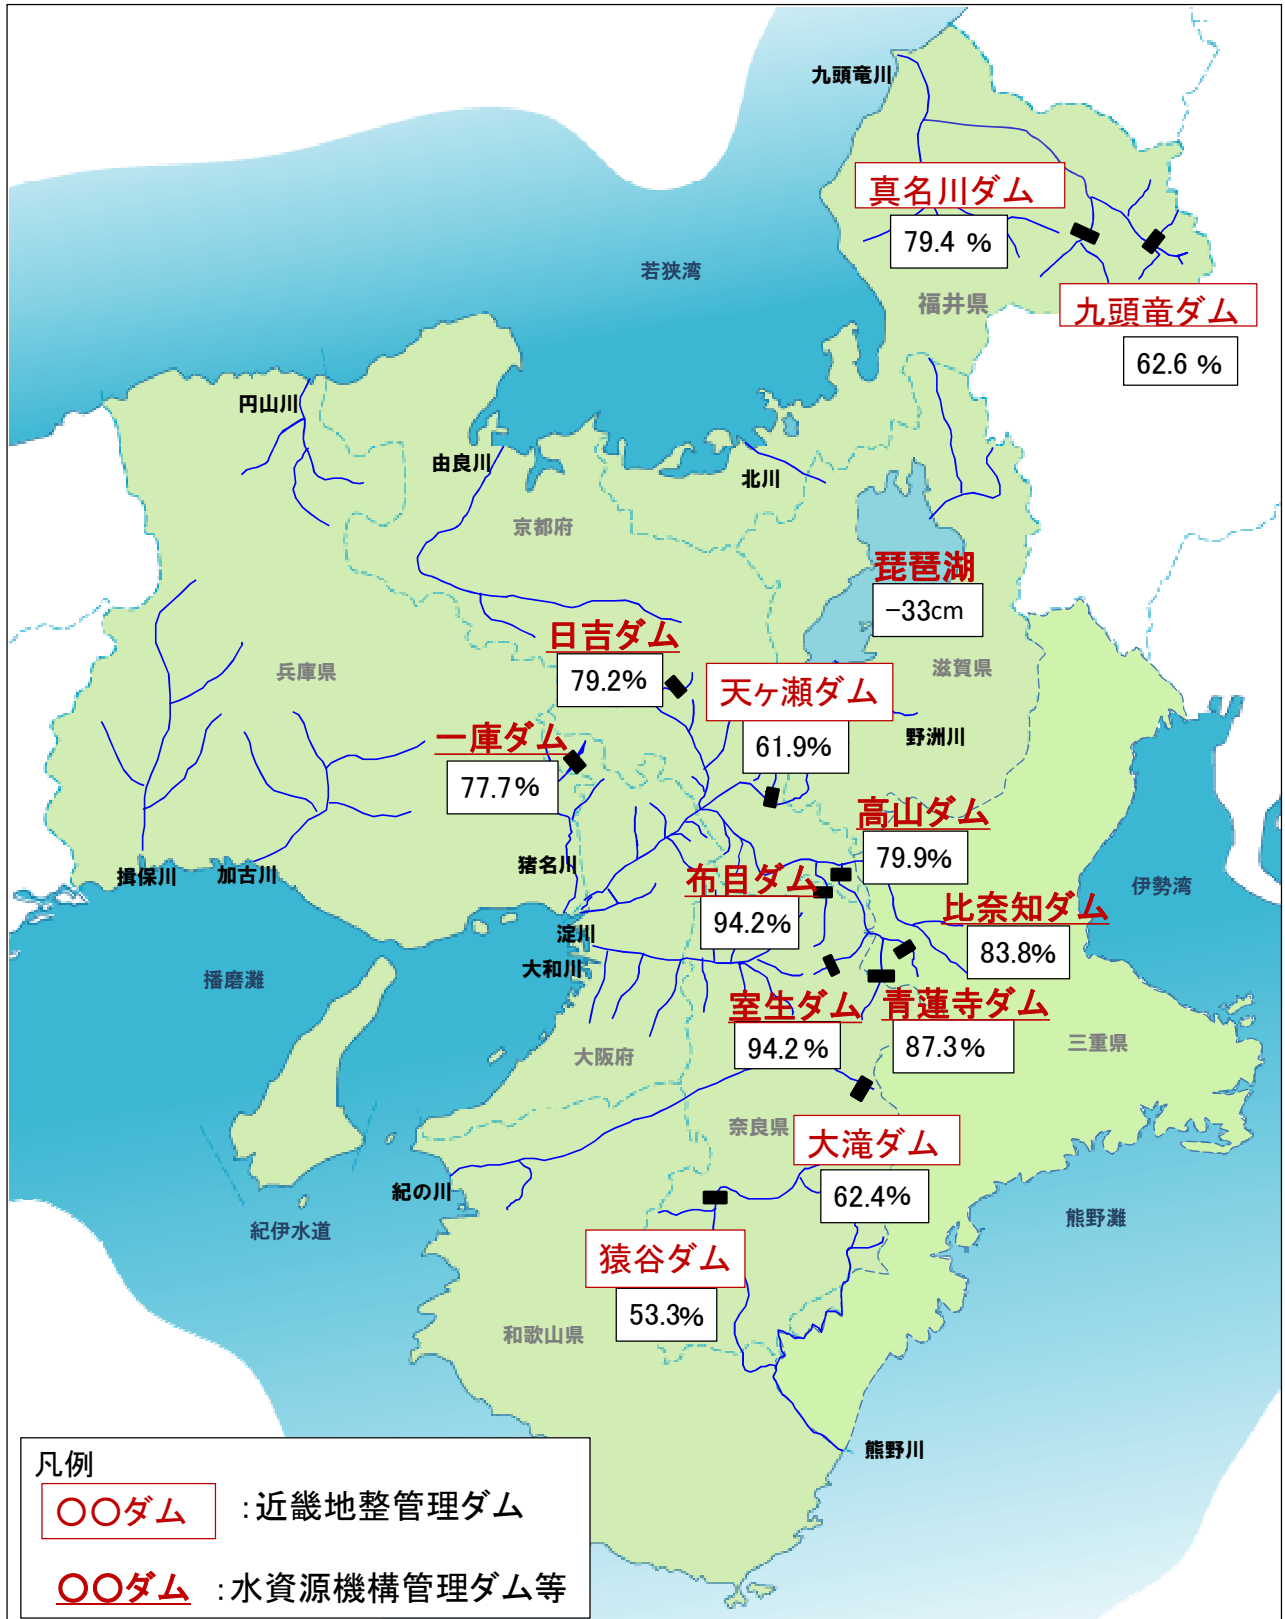 九頭竜川
真名川ダム
79.4 %
若狭湾
福井県
九頭竜ダム
62.6 %
円山川
由良川
北川
京都府
琵琶湖
-33cm
日吉ダム
79.2%
兵庫県
滋賀県
天ヶ瀬ダム
61.9%
野洲川
一庫ダム
77.7%
高山ダム
79.9%
猪名川
揖保川
加古川
布目ダム
94.2%
伊勢湾
比奈知ダム
83.8%
淀川
大和川
播磨灘
室生ダム
94.2%
青蓮寺ダム
87.3%
三重県
大阪府
奈良県
大滝ダム
62.4%
紀の川
紀伊水道
熊野灘
猿谷ダム
53.3%
和歌山県
熊野川
凡例
〇〇ダム :近畿地整管理ダム
〇〇ダム :水資源機構管理ダム等